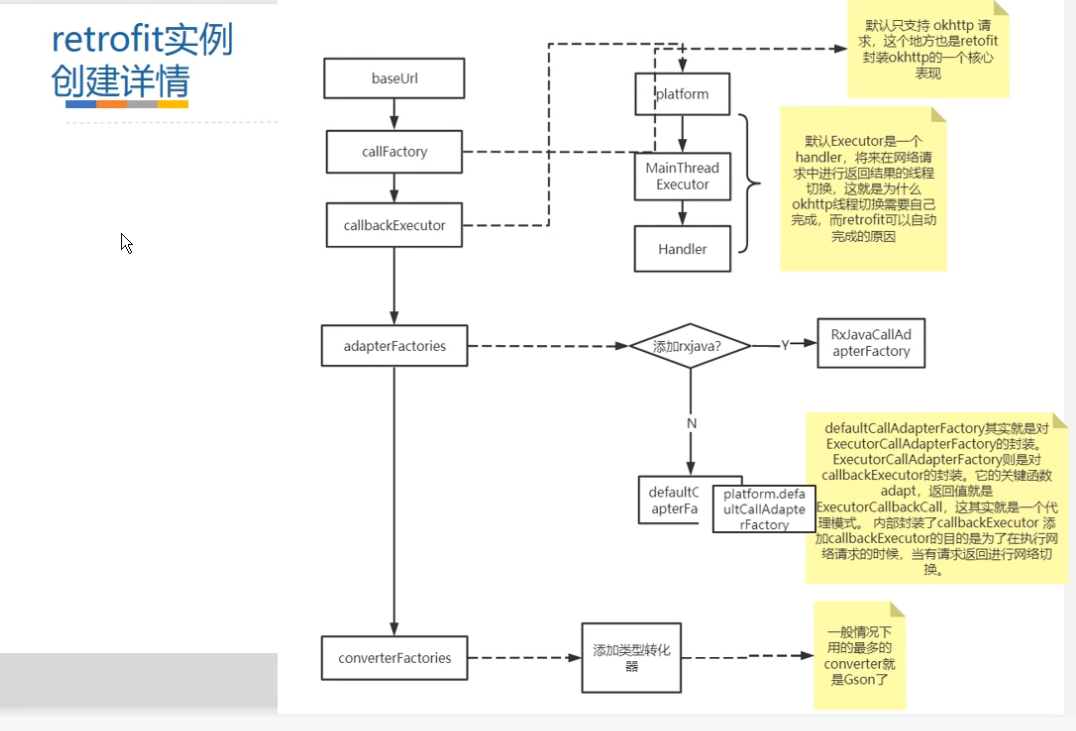 retrofit实例
创建详情
baseUrl
callFactory
callbackExecutor
adapterFactories
converterFactories
platform
MainThread
Executor
Handler
默认只支持 okhttp 请
求，这个地方也是retofit
封装okhttp的一个核心
表现
默认Executor是一个
handler，将来在网络请
求中进行返回结果的线程
切换，这就是为什么
okhttp线程切换需要自己
完成，而retrofit可以自动
完成的原因
添加rxjava?
Y
RxJavaCallAd
apterFactory
N
defaultC
apterFa
platform.defa
ultCallAdapte
rFactory
defaultCallAdapterFactory其实就是对
ExecutorCallAdapterFactory的封装。
ExecutorCallAdapterFactory则是对
callbackExecutor的封装。它的关键函数
adapt，返回值就是
ExecutorCallbackCall，这其实就是一个代
理模式。 内部封装了callbackExecutor 添
加callbackExecutor的目的是为了在执行网
络请求的时候，当有请求返回进行网络切
换。
添加类型转化
器
一般情况下
用的最多的
converter就
是Gson了